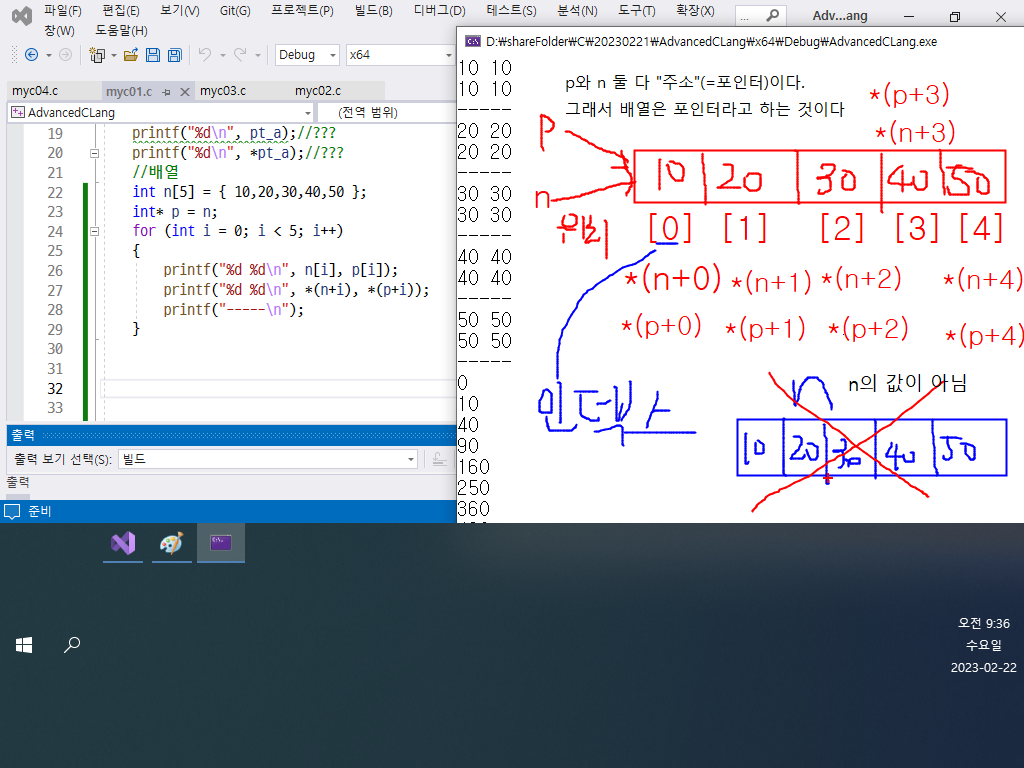 파일(F) 편집(E) 보기(V) Git(G) 프로젝트(P) 빌드(B) 디버그(D) 테스트(S) 분석(N) 도구(T) 확장(X)
창(W) 도움말(H)
... Adv...ang
Debug x64
myc04.c myc01.c myc03.c myc02.c
AdvancedCLang (전역 범위)
19 printf("%d\n", pt_a);//???
20 printf("%d\n", *pt_a);//???
21 //배열
22 int n[5] = { 10,20,30,40,50 };
23 int* p = n;
24 for (int i = 0; i < 5; i++)
25 {
26 printf("%d %d\n", n[i], p[i]);
27 printf("%d %d\n", *(n+i), *(p+i));
28 printf("-----\n");
29 }
30
31
32
33
출력
출력 보기 선택(S): 빌드
출력
준비
D:\shareFolder\C\20230221\AdvancedCLang\x64\Debug\AdvancedCLang.exe
10 10
10 10
-----
20 20
20 20
-----
30 30
30 30
-----
40 40
40 40
-----
50 50
50 50
-----
0
10
40
90
160
250
360
p와 n 둘 다 "주소"(=포인터)이다.
그래서 배열은 포인터라고 하는 것이다
*(p+3)
*(n+3)
p
n
10 20 30 40 50
[0] [1] [2] [3] [4]
*(n+0) *(n+1) *(n+2) *(n+4)
*(p+0) *(p+1) *(p+2) *(p+4)
인덱스
n n의 값이 아님
10 20 30 40 50
오전 9:36
수요일
2023-02-22